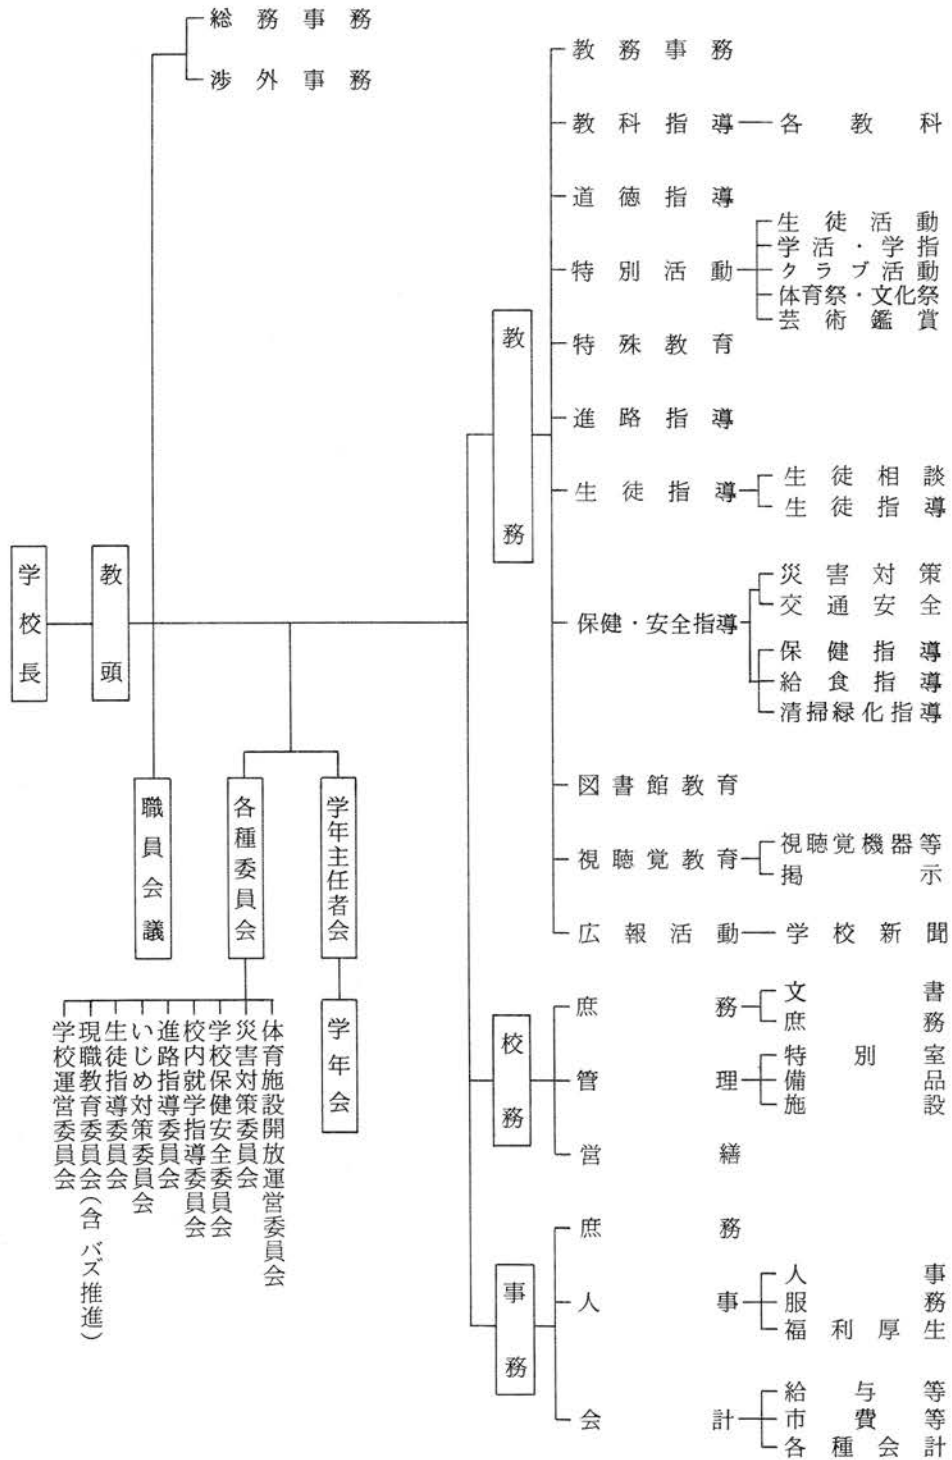 総務事務
渉外事務
学校長
教頭
職員会議
各種委員会
学年主任者会
学年会
体育施設開放運営委員会
災害対策委員会
学校保健安全委員会
校内就学指導委員会
進路指導委員会
いじめ対策委員会
生徒指導委員会
現職教育委員会(含 バズ推進)
学校運営委員会
教務
教務事務
教科指導
各教科
道徳指導
特別活動
生徒活動
学活・学指
クラブ活動
体育祭・文化祭
芸術鑑賞
特殊教育
進路指導
生徒指導
生徒相談
生徒指導
保健・安全指導
災害対策
交通安全
保健指導
給食指導
清掃緑化指導
図書館教育
視聴覚教育
視聴覚機器等
掲示
広報活動
学校新聞
校務
庶務
文書
庶務
管理
特別室
備品
施設
営繕
事務
庶務
人事
人事
服務
福利厚生
会計
給与等
市費等
各種会計